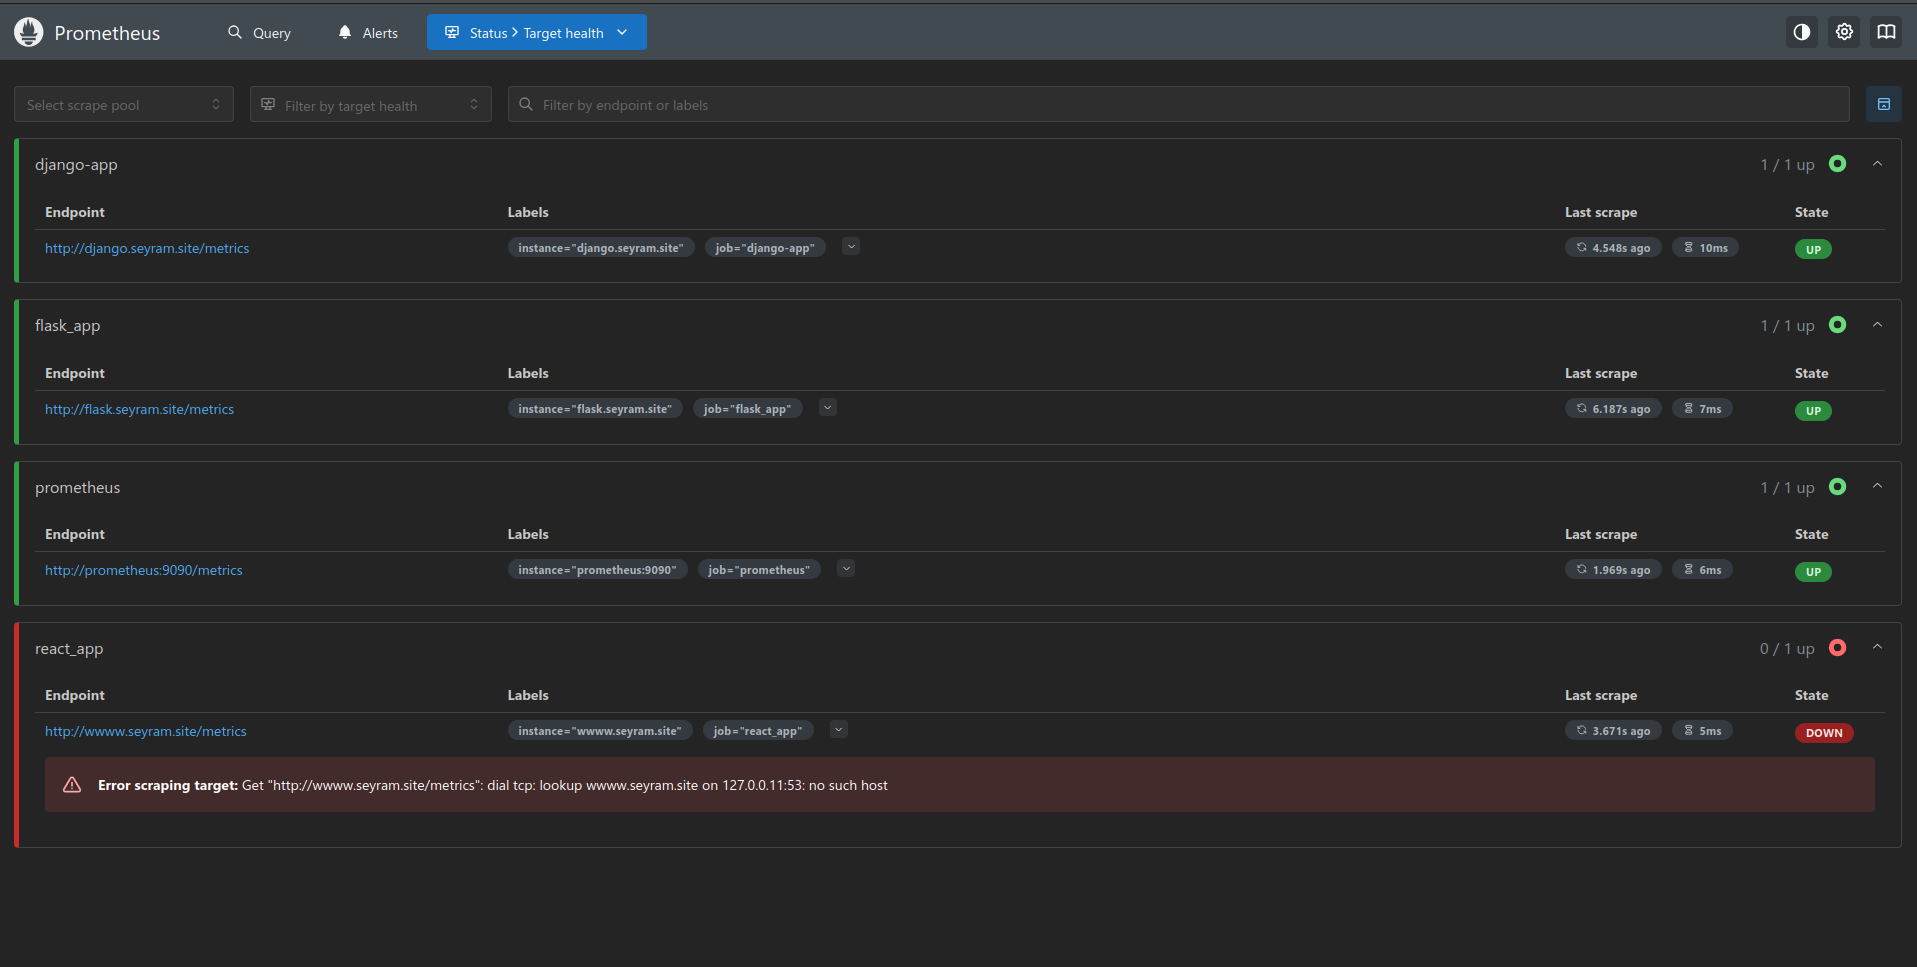 Prometheus Query Alerts Status > Target health
Select scrape pool Filter by target health Filter by endpoint or labels
django-app 1 / 1 up
Endpoint Labels Last scrape State
http://django.seyram.site/metrics instance="django.seyram.site" job="django-app" 4.548s ago 10ms UP
flask_app 1 / 1 up
Endpoint Labels Last scrape State
http://flask.seyram.site/metrics instance="flask.seyram.site" job="flask_app" 6.187s ago 7ms UP
prometheus 1 / 1 up
Endpoint Labels Last scrape State
http://prometheus:9090/metrics instance="prometheus:9090" job="prometheus" 1.969s ago 6ms UP
react_app 0 / 1 up
Endpoint Labels Last scrape State
http://wwww.seyram.site/metrics instance="wwww.seyram.site" job="react_app" 3.671s ago 5ms DOWN
Error scraping target: Get "http://wwww.seyram.site/metrics": dial tcp: lookup wwww.seyram.site on 127.0.0.11:53: no such host